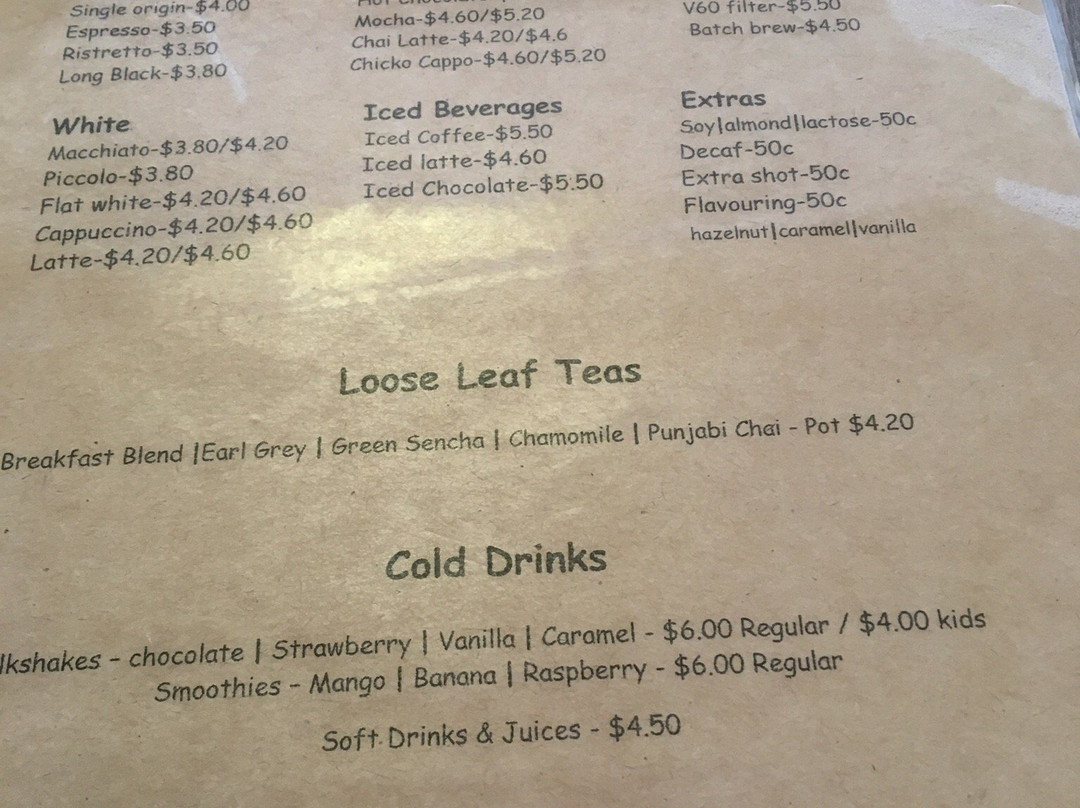 Single origin-$4.00
Espresso-$3.50
Ristretto-$3.50
Long Black-$3.80
White
Macchiato-$3.80/$4.20
Piccolo-$3.80
Flat white-$4.20/$4.60
Cappuccino-$4.20/$4.60
Latte-$4.20/$4.60
Mocha-$4.60/$5.20
Chai Latte-$4.20/$4.6
Chicko Cappo-$4.60/$5.20
Iced Beverages
Iced Coffee-$5.50
Iced latte-$4.60
Iced Chocolate-$5.50
V60 filter-$5.50
Batch brew-$4.50
Extras
Soy|almond|lactose-50c
Decaf-50c
Extra shot-50c
Flavouring-50c
hazelnut|caramel|vanilla
Loose Leaf Teas
Breakfast Blend |Earl Grey | Green Sencha | Chamomile | Punjabi Chai - Pot $4.20
Cold Drinks
lkshakes - chocolate | Strawberry | Vanilla | Caramel - $6.00 Regular / $4.00 kids
Smoothies - Mango | Banana | Raspberry - $6.00 Regular
Soft Drinks & Juices - $4.50